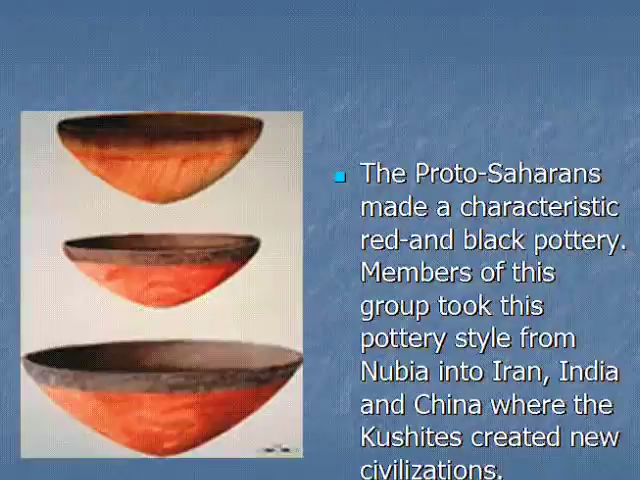 The Proto-Saharans
made a characteristic
red-and black pottery.
Members of this
group took this
pottery style from
Nubia into Iran, India
and China where the
Kushites created new
civilizations.